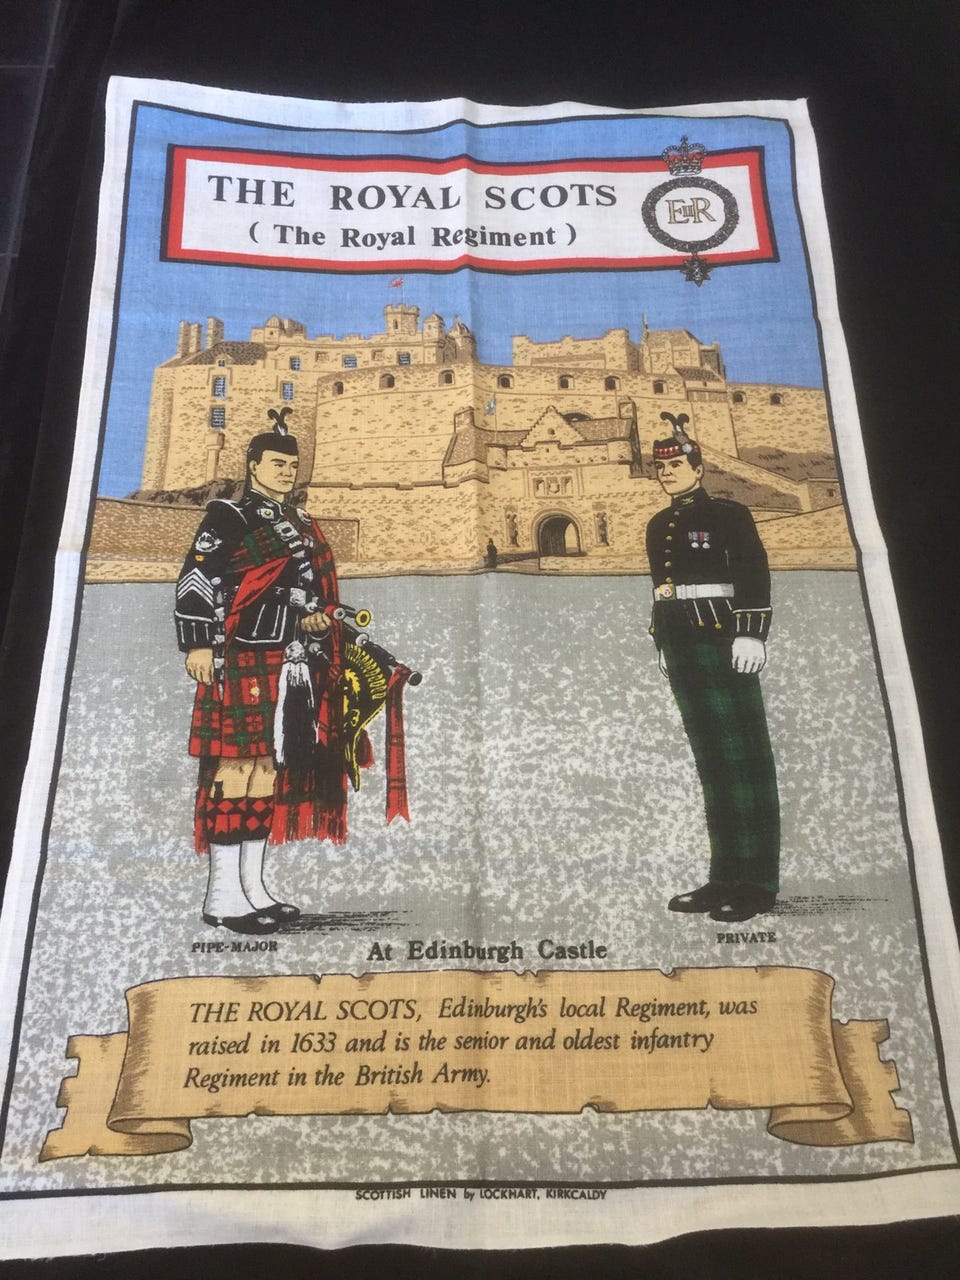 THE ROYAL SCOTS
( The Royal Regiment )
EIIR
PIPE-MAJOR
At Edinburgh Castle
PRIVATE
THE ROYAL SCOTS, Edinburgh's local Regiment, was
raised in 1633 and is the senior and oldest infantry
Regiment in the British Army.
SCOTTISH LINEN by LOCKHART, KIRKCALDY